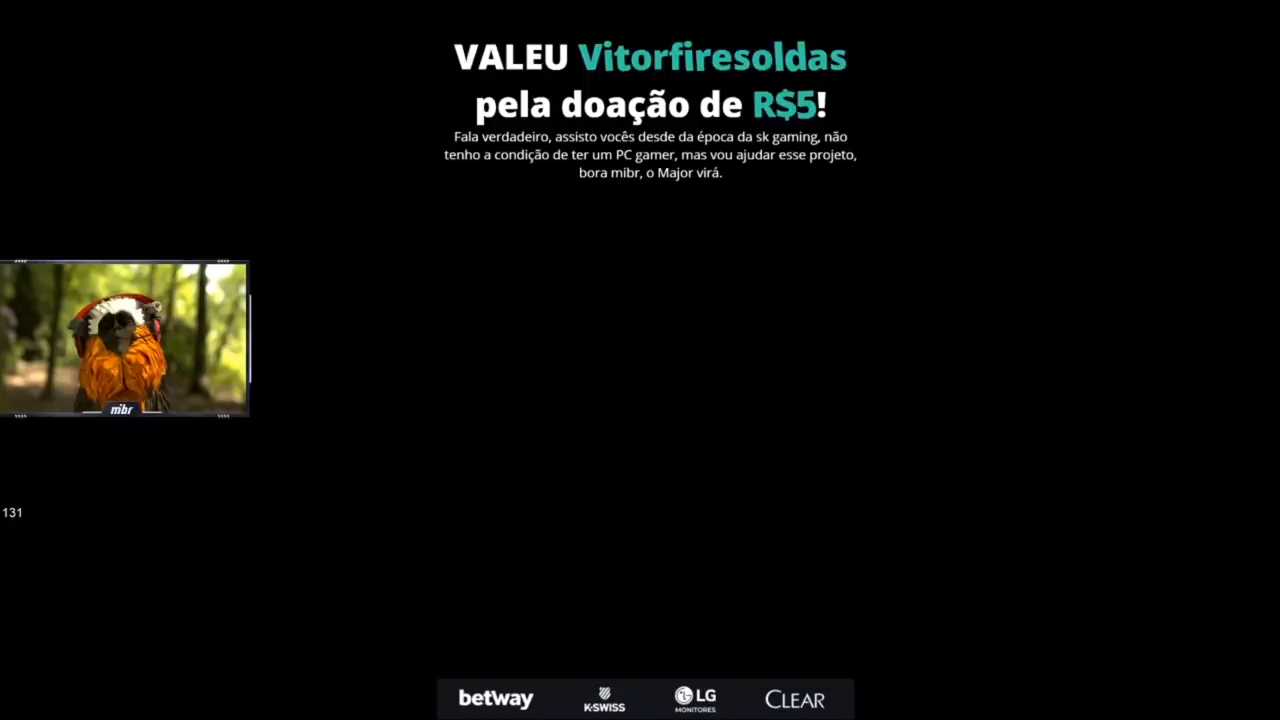 VALEU Vitorfiresoldas
pela doação de R$5!
Fala verdadeiro, assisto vocês desde da época da sk gaming, não
tenho a condição de ter um PC gamer, mas vou ajudar esse projeto,
bora mibr, o Major virá.
mibr
131
betway K·SWISS LG MONITORES CLEAR